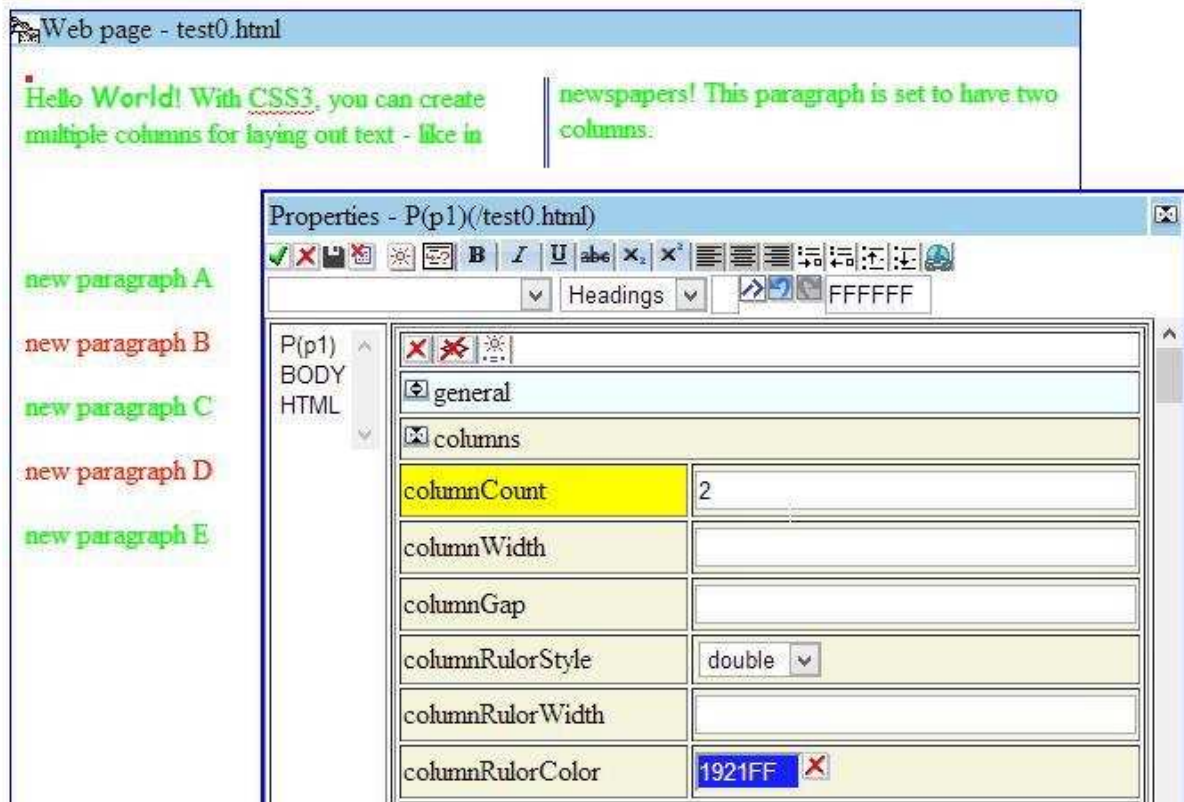 Web page - test0.html
Hello World! With CSS3, you can create
multiple columns for laying out text - like in
newspapers! This paragraph is set to have two
columns.
new paragraph A
new paragraph B
new paragraph C
new paragraph D
new paragraph E
Properties - P(p1)(/test0.html)
B I U abc X₂ X²
Headings FFFFFF
P(p1)
BODY
HTML
general
columns
columnCount 2
columnWidth
columnGap
columnRulorStyle double
columnRulorWidth
columnRulorColor 1921FF